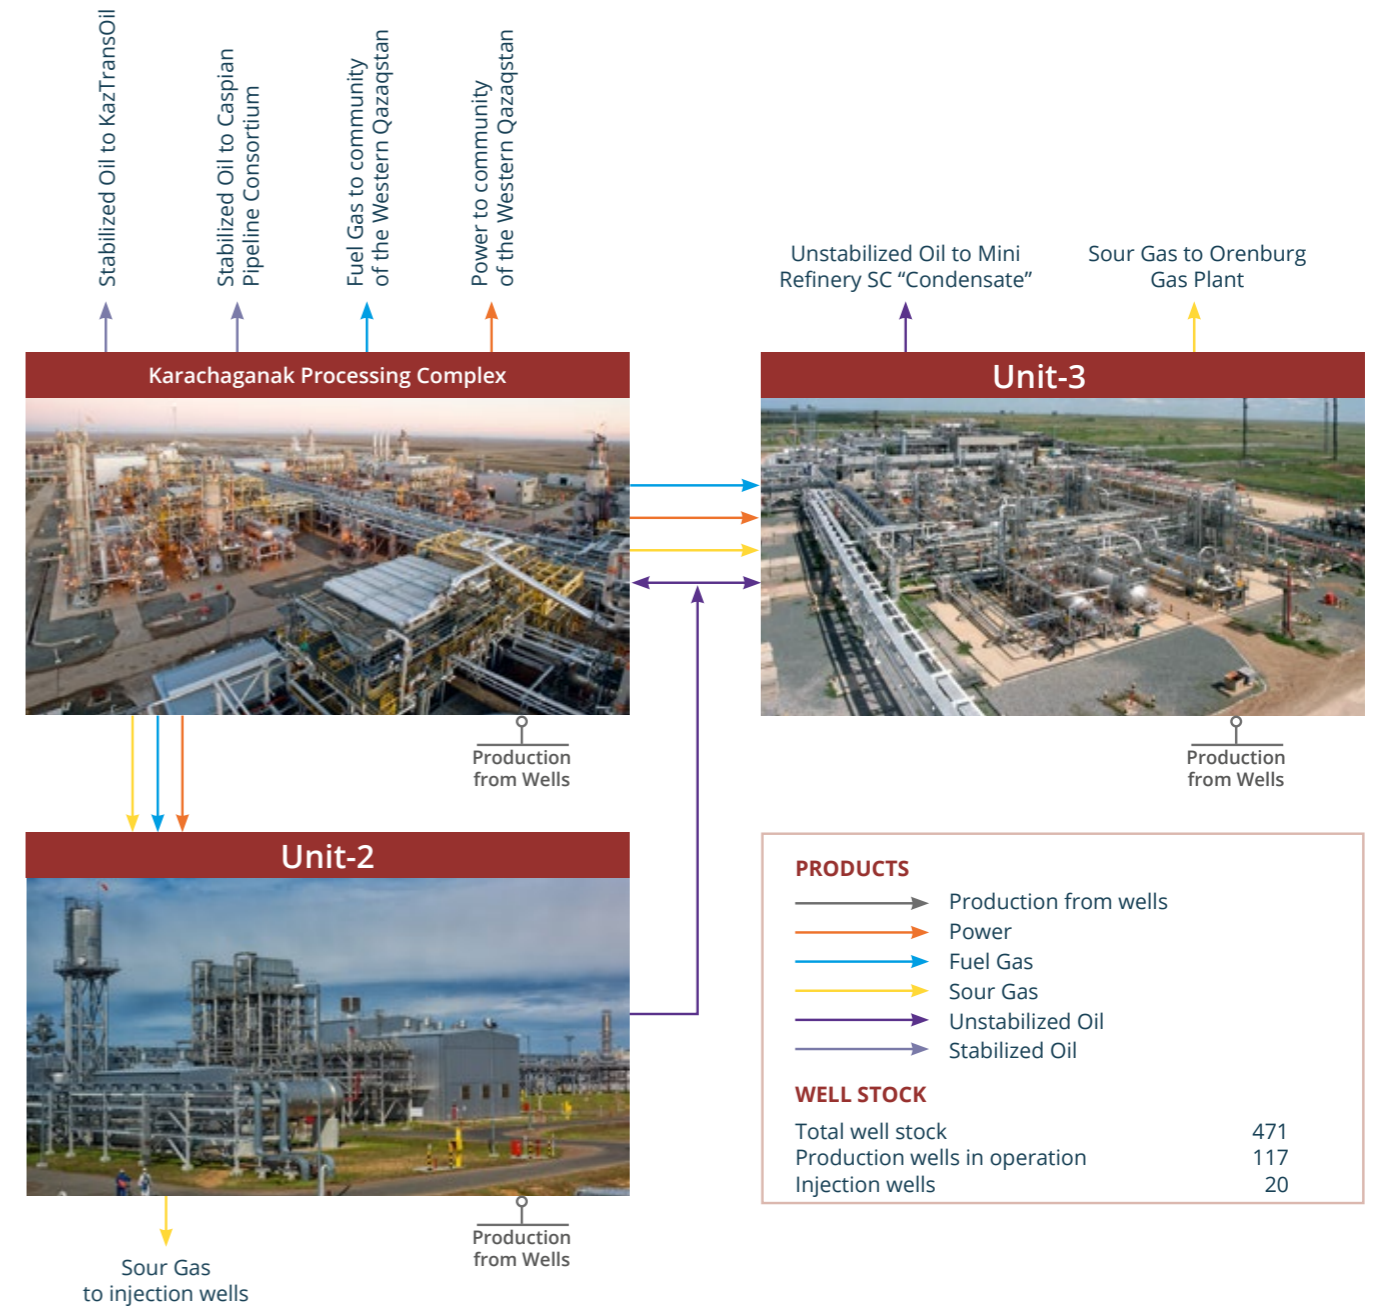 Stabilized Oil to KazTransOil
Stabilized Oil to Caspian
Pipeline Consortium
Fuel Gas to community
of the Western Qazaqstan
Power to community
of the Western Qazaqstan
Unstabilized Oil to Mini
Refinery SC “Condensate”
Sour Gas to Orenburg
Gas Plant
Karachaganak Processing Complex
Unit-3
Production
from Wells
Production
from Wells
Unit-2
Production
from Wells
Sour Gas
to injection wells
PRODUCTS
Production from wells
Power
Fuel Gas
Sour Gas
Unstabilized Oil
Stabilized Oil
WELL STOCK
Total well stock 471
Production wells in operation 117
Injection wells 20